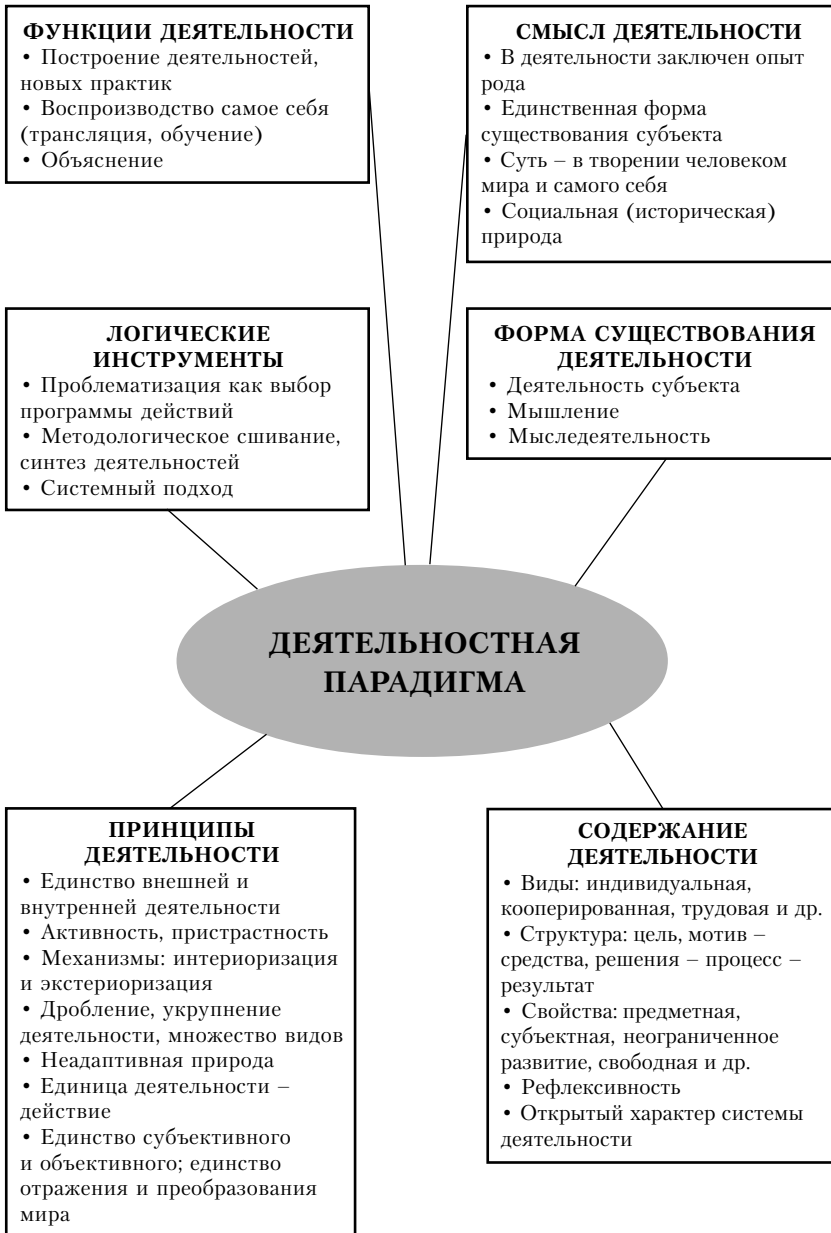 ФУНКЦИИ ДЕЯТЕЛЬНОСТИ
• Построение деятельностей,
новых практик
• Воспроизводство самое себя
(трансляция, обучение)
• Объяснение
СМЫСЛ ДЕЯТЕЛЬНОСТИ
• В деятельности заключен опыт
рода
• Единственная форма
существования субъекта
• Суть – в творении человеком
мира и самого себя
• Социальная (историческая)
природа
ЛОГИЧЕСКИЕ
ИНСТРУМЕНТЫ
• Проблематизация как выбор
программы действий
• Методологическое сшивание,
синтез деятельностей
• Системный подход
ФОРМА СУЩЕСТВОВАНИЯ
ДЕЯТЕЛЬНОСТИ
• Деятельность субъекта
• Мышление
• Мыследеятельность
ДЕЯТЕЛЬНОСТНАЯ
ПАРАДИГМА
ПРИНЦИПЫ
ДЕЯТЕЛЬНОСТИ
• Единство внешней и
внутренней деятельности
• Активность, пристрастность
• Механизмы: интериоризация
и экстериоризация
• Дробление, укрупнение
деятельности, множество видов
• Неадаптивная природа
• Единица деятельности –
действие
• Единство субъективного
и объективного; единство
отражения и преобразования
мира
СОДЕРЖАНИЕ
ДЕЯТЕЛЬНОСТИ
• Виды: индивидуальная,
кооперированная, трудовая и др.
• Структура: цель, мотив –
средства, решения – процесс –
результат
• Свойства: предметная,
субъектная, неограниченное
развитие, свободная и др.
• Рефлексивность
• Открытый характер системы
деятельности